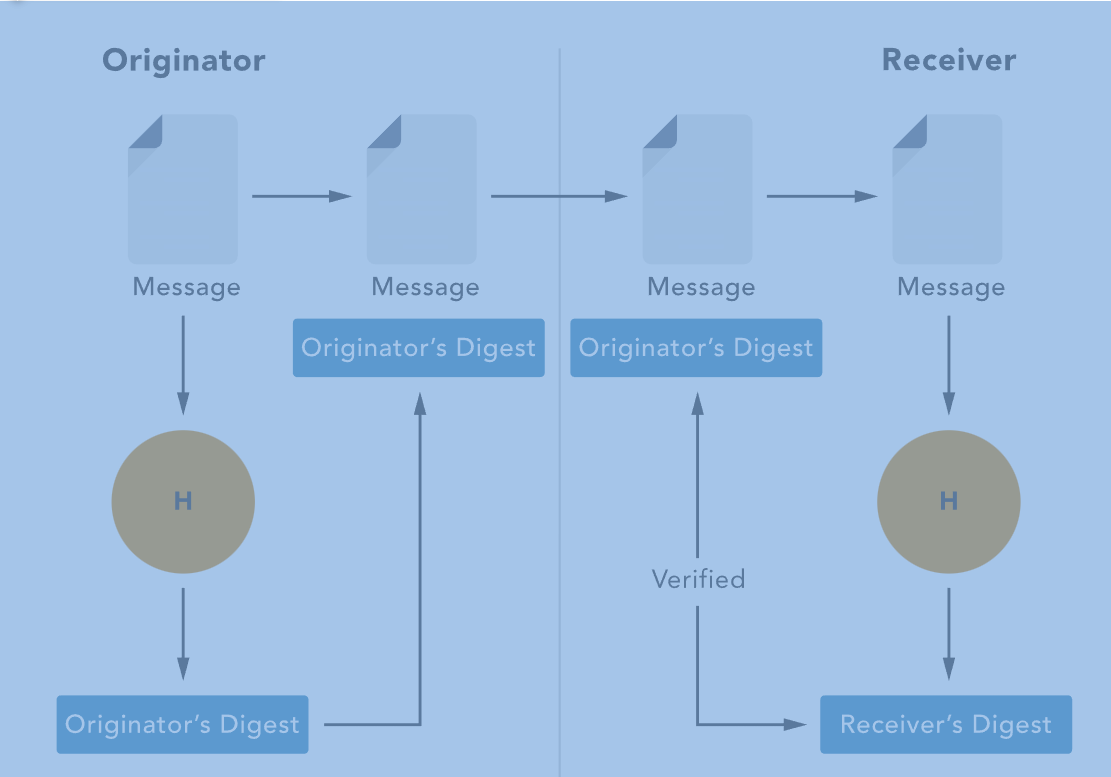 Originator
Receiver
Message
Message
Message
Message
Originator’s Digest
Originator’s Digest
H
H
Verified
Originator’s Digest
Receiver’s Digest